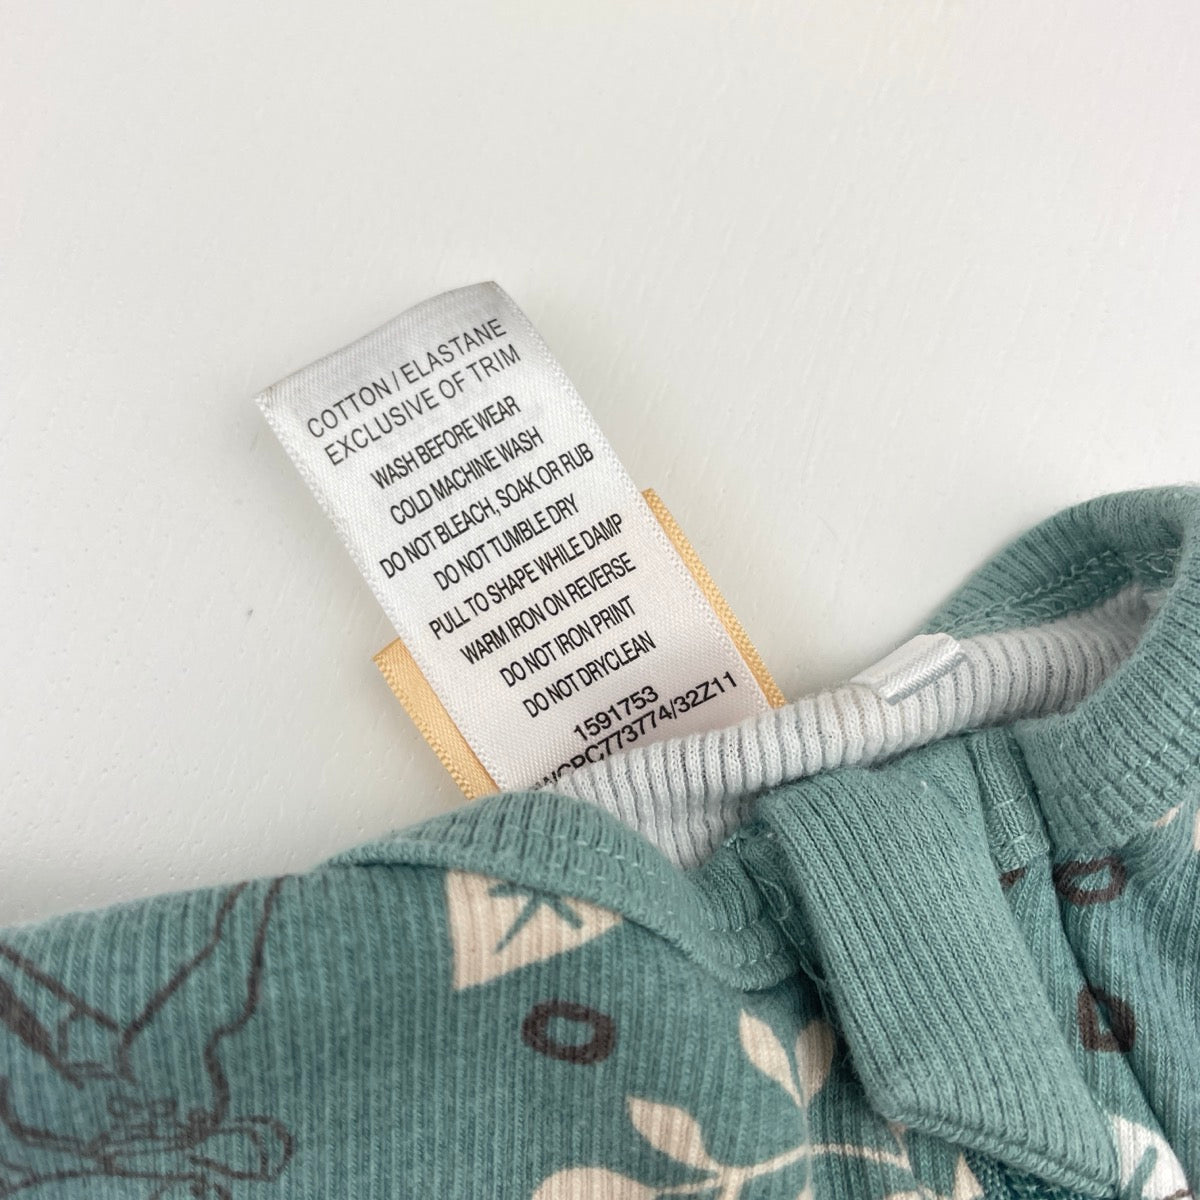 COTTON / ELASTANE
EXCLUSIVE OF TRIM
WASH BEFORE WEAR
COLD MACHINE WASH
DO NOT BLEACH, SOAK OR RUB
DO NOT TUMBLE DRY
PULL TO SHAPE WHILE DAMP
WARM IRON ON REVERSE
DO NOT IRON PRINT
DO NOT DRYCLEAN
1591753